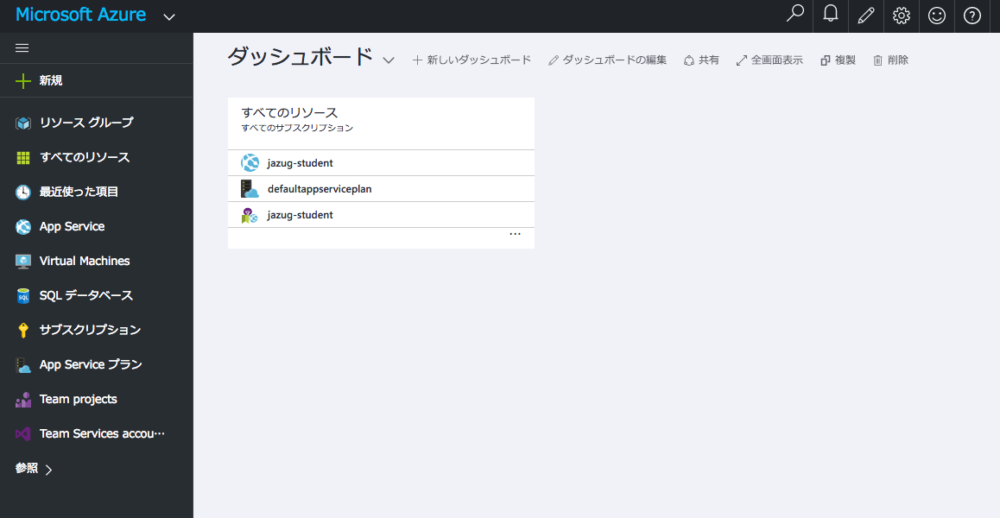 Microsoft Azure
新規
リソース グループ
すべてのリソース
最近使った項目
App Service
Virtual Machines
SQL データベース
サブスクリプション
App Service プラン
Team projects
Team Services accou…
参照
ダッシュボード
新しいダッシュボード
ダッシュボードの編集
共有
全画面表示
複製
削除
すべてのリソース
すべてのサブスクリプション
jazug-student
defaultappserviceplan
jazug-student
…